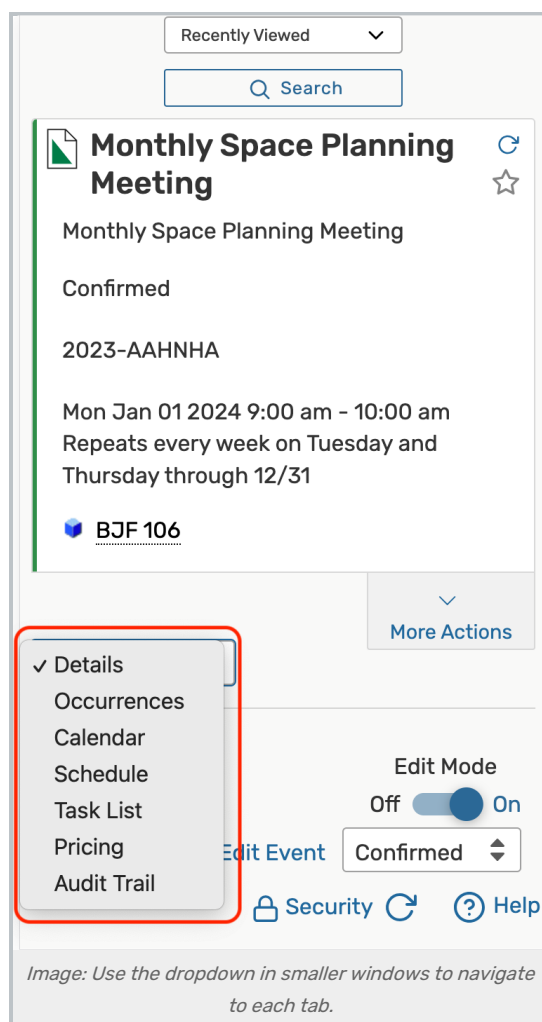 Recently Viewed
Search
Monthly Space Planning
Meeting
Monthly Space Planning Meeting
Confirmed
2023-AAHNHA
Mon Jan 01 2024 9:00 am - 10:00 am
Repeats every week on Tuesday and
Thursday through 12/31
BJF 106
More Actions
✓ Details
Occurrences
Calendar
Schedule
Task List
Pricing
Audit Trail
Edit Mode
Off On
Edit Event Confirmed
Security Help
Image: Use the dropdown in smaller windows to navigate
to each tab.